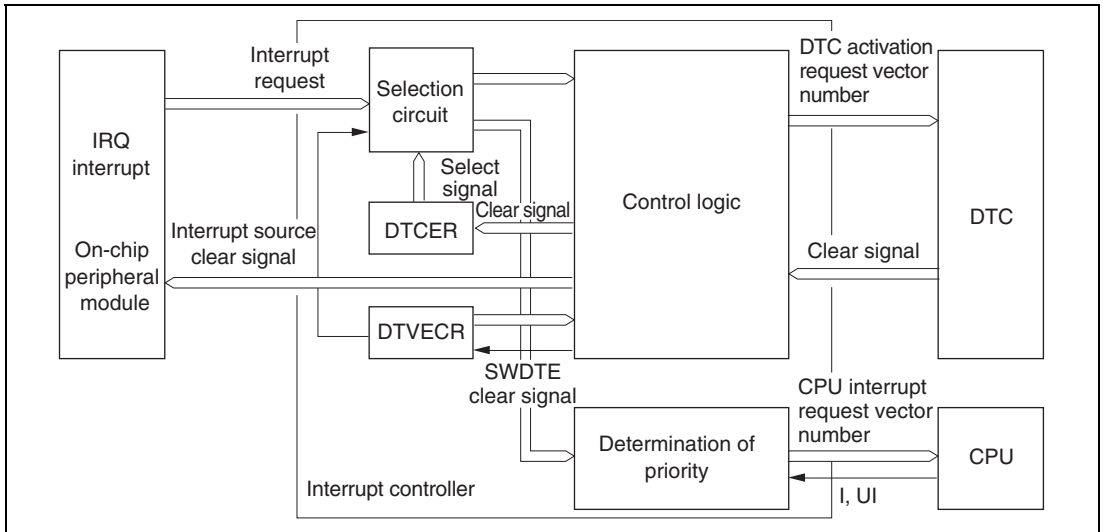 Interrupt
request
IRQ
interrupt
On-chip
peripheral
module
Interrupt source
clear signal
Selection
circuit
Select
signal
DTCER
Clear signal
DTVECR
SWDTE
clear signal
Control logic
DTC activation
request vector
number
DTC
Clear signal
Determination of
priority
CPU interrupt
request vector
number
CPU
I, UI
Interrupt controller